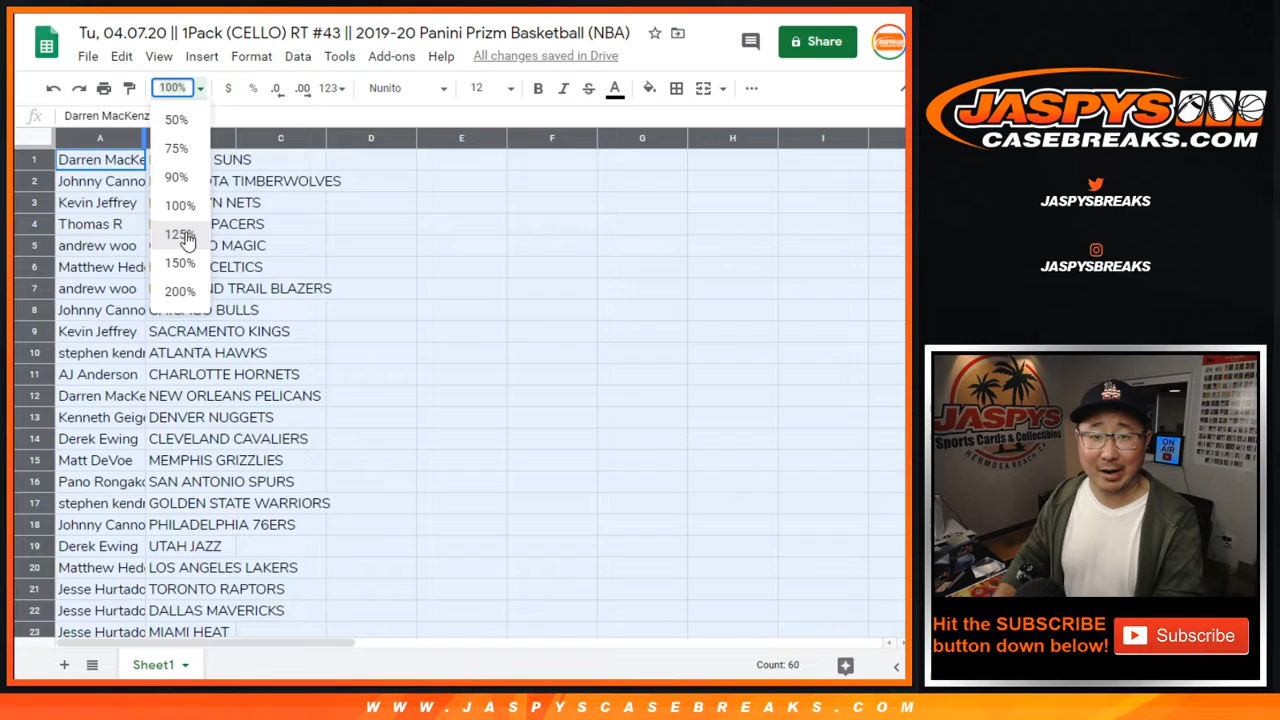 Tu, 04.07.20 || 1Pack (CELLO) RT #43 || 2019-20 Panini Prizm Basketball (NBA)
File Edit View Insert Format Data Tools Add-ons Help All changes saved in Drive
Share
100% $ % .0 .00 123 Nunito 12 B I S A
fx Darren MacKenz
50%
75%
90%
100%
125%
150%
200%
A C D E F G H I
1 Darren MacKe SUNS
2 Johnny Canno OTA TIMBERWOLVES
3 Kevin Jeffrey YN NETS
4 Thomas R PACERS
5 andrew woo O MAGIC
6 Matthew Hed CELTICS
7 andrew woo ND TRAIL BLAZERS
8 Johnny Canno CHICAGO BULLS
9 Kevin Jeffrey SACRAMENTO KINGS
10 stephen kendr ATLANTA HAWKS
11 AJ Anderson CHARLOTTE HORNETS
12 Darren MacKe NEW ORLEANS PELICANS
13 Kenneth Geige DENVER NUGGETS
14 Derek Ewing CLEVELAND CAVALIERS
15 Matt DeVoe MEMPHIS GRIZZLIES
16 Pano Rongako SAN ANTONIO SPURS
17 stephen kendr GOLDEN STATE WARRIORS
18 Johnny Canno PHILADELPHIA 76ERS
19 Derek Ewing UTAH JAZZ
20 Matthew Hed LOS ANGELES LAKERS
21 Jesse Hurtado TORONTO RAPTORS
22 Jesse Hurtado DALLAS MAVERICKS
23 Jesse Hurtado MIAMI HEAT
Sheet1
Count: 60
JASPYS
CASEBREAKS.COM
JASPYSBREAKS
JASPYSBREAKS
JASPYS
Sports Cards & Collectibles
HERMOSA BEACH CA
ON AIR
Hit the SUBSCRIBE
button down below!
Subscribe
WWW.JASPYSCASEBREAKS.COM